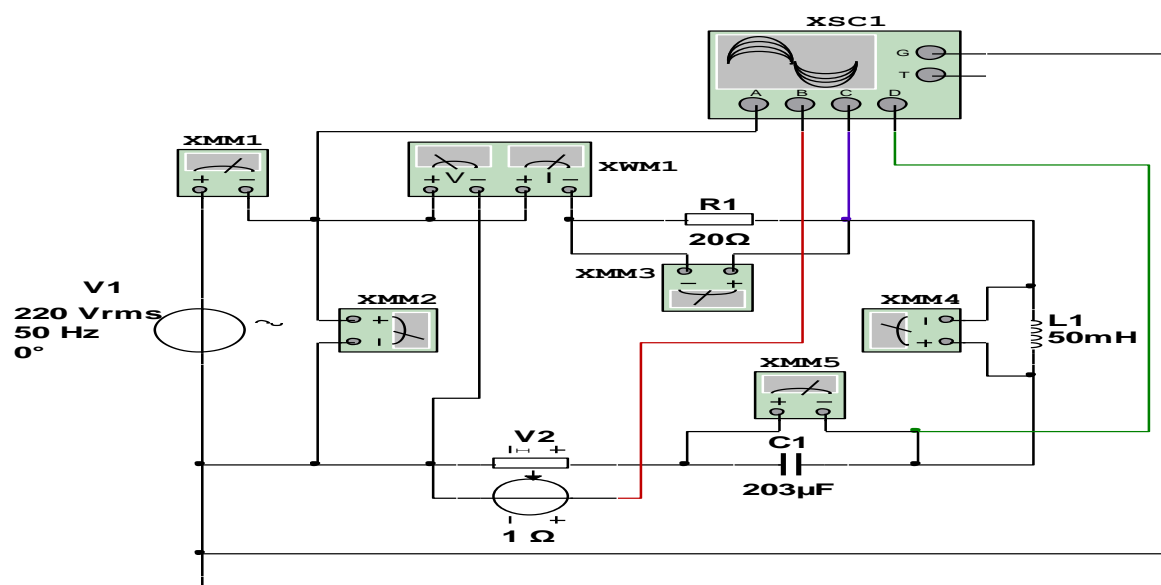 XSC1
G
T
A B C D
XMM1
+ −
XWM1
+ V − + I −
R1
20Ω
XMM3
− +
V1
220 Vrms
50 Hz
0°
XMM2
+
−
XMM4
−
+
L1
50mH
XMM5
+ −
V2
− +
C1
203µF
− +
1 Ω